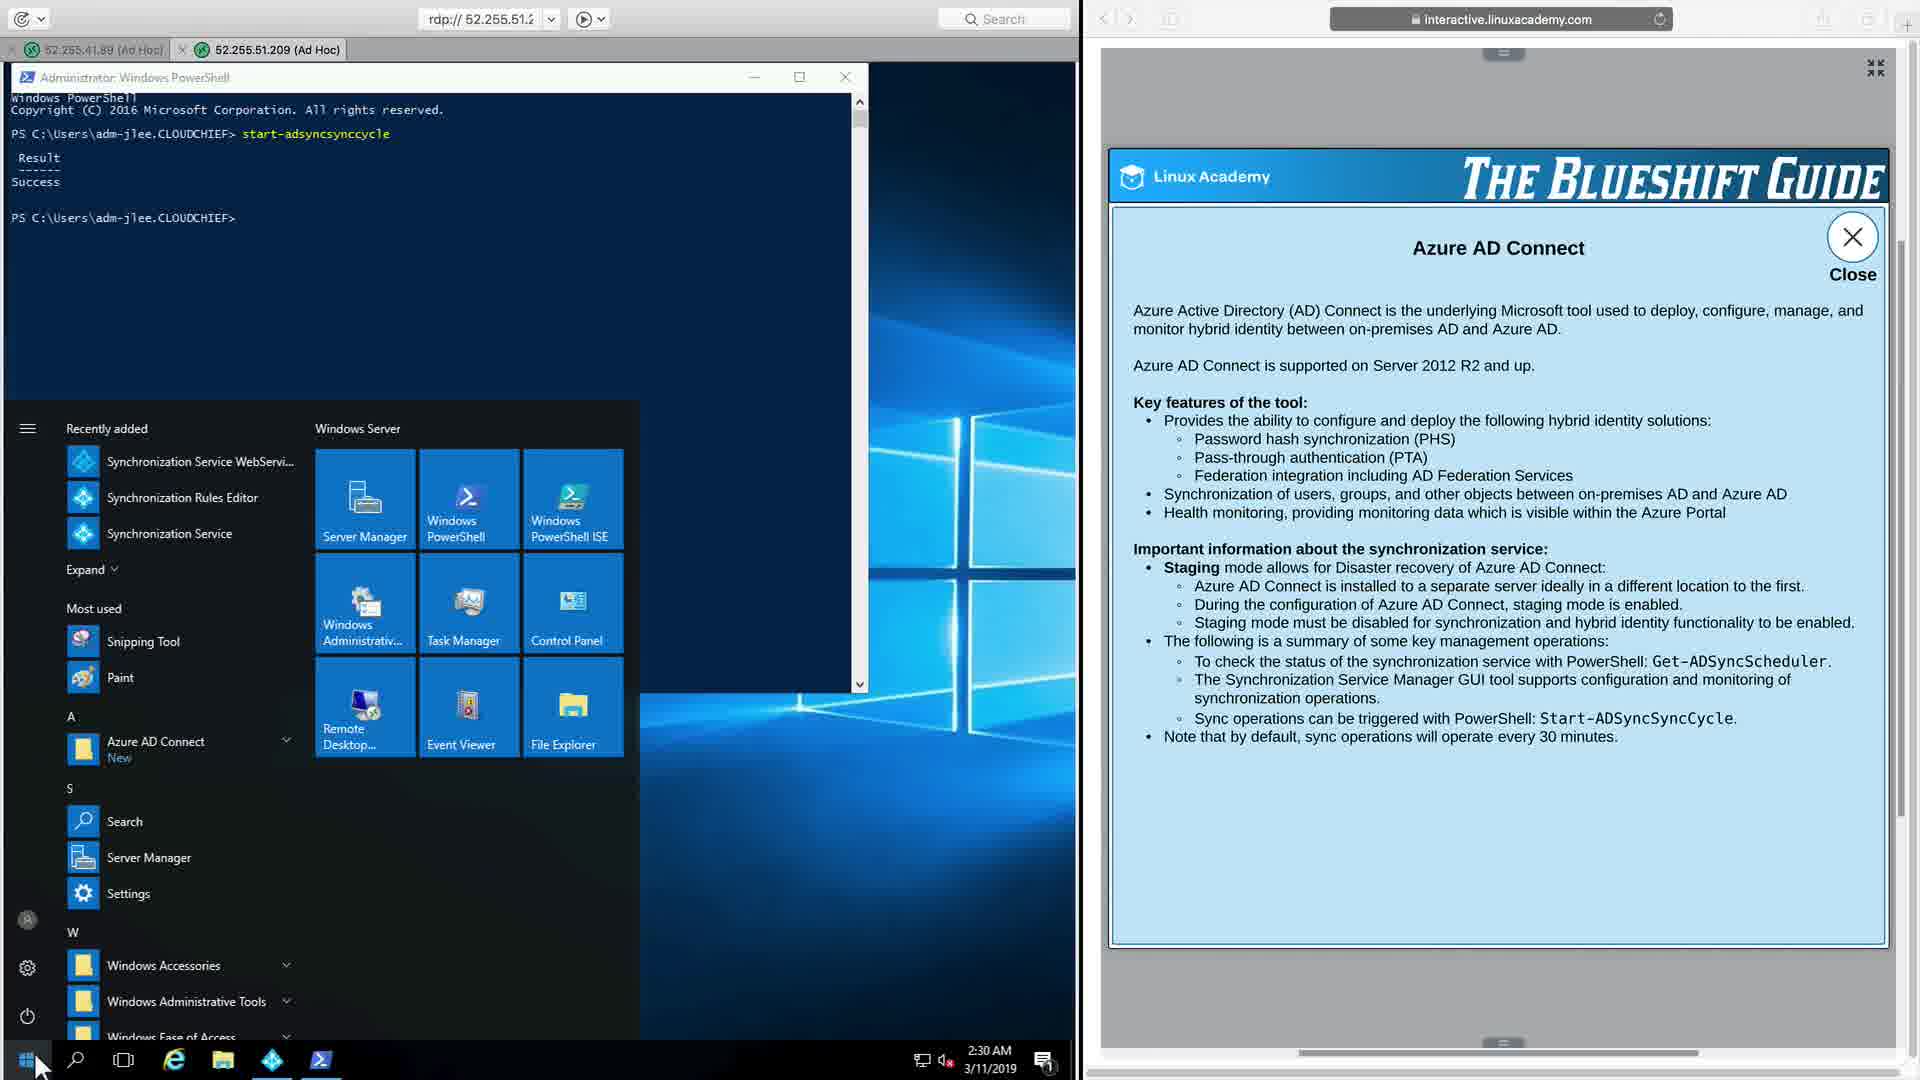 rdp:// 52.255.51.2
Search
52.255.41.89 (Ad Hoc)
52.255.51.209 (Ad Hoc)
Administrator: Windows PowerShell
Windows PowerShell
Copyright (C) 2016 Microsoft Corporation. All rights reserved.
PS C:\Users\adm-jlee.CLOUDCHIEF> start-adsyncsynccycle
Result
------
Success
PS C:\Users\adm-jlee.CLOUDCHIEF>
Recently added
Synchronization Service WebServi...
Synchronization Rules Editor
Synchronization Service
Expand
Most used
Snipping Tool
Paint
A
Azure AD Connect
New
S
Search
Server Manager
Settings
W
Windows Accessories
Windows Administrative Tools
Windows Ease of Access
Windows Server
Server Manager
Windows PowerShell
Windows PowerShell ISE
Windows Administrativ...
Task Manager
Control Panel
Remote Desktop...
Event Viewer
File Explorer
2:30 AM
3/11/2019
1
interactive.linuxacademy.com
Linux Academy
THE BLUESHIFT GUIDE
Azure AD Connect
Close
Azure Active Directory (AD) Connect is the underlying Microsoft tool used to deploy, configure, manage, and
monitor hybrid identity between on-premises AD and Azure AD.
Azure AD Connect is supported on Server 2012 R2 and up.
Key features of the tool:
• Provides the ability to configure and deploy the following hybrid identity solutions:
◦ Password hash synchronization (PHS)
◦ Pass-through authentication (PTA)
◦ Federation integration including AD Federation Services
• Synchronization of users, groups, and other objects between on-premises AD and Azure AD
• Health monitoring, providing monitoring data which is visible within the Azure Portal
Important information about the synchronization service:
• Staging mode allows for Disaster recovery of Azure AD Connect:
◦ Azure AD Connect is installed to a separate server ideally in a different location to the first.
◦ During the configuration of Azure AD Connect, staging mode is enabled.
◦ Staging mode must be disabled for synchronization and hybrid identity functionality to be enabled.
• The following is a summary of some key management operations:
◦ To check the status of the synchronization service with PowerShell: Get-ADSyncScheduler.
◦ The Synchronization Service Manager GUI tool supports configuration and monitoring of
synchronization operations.
◦ Sync operations can be triggered with PowerShell: Start-ADSyncSyncCycle.
• Note that by default, sync operations will operate every 30 minutes.